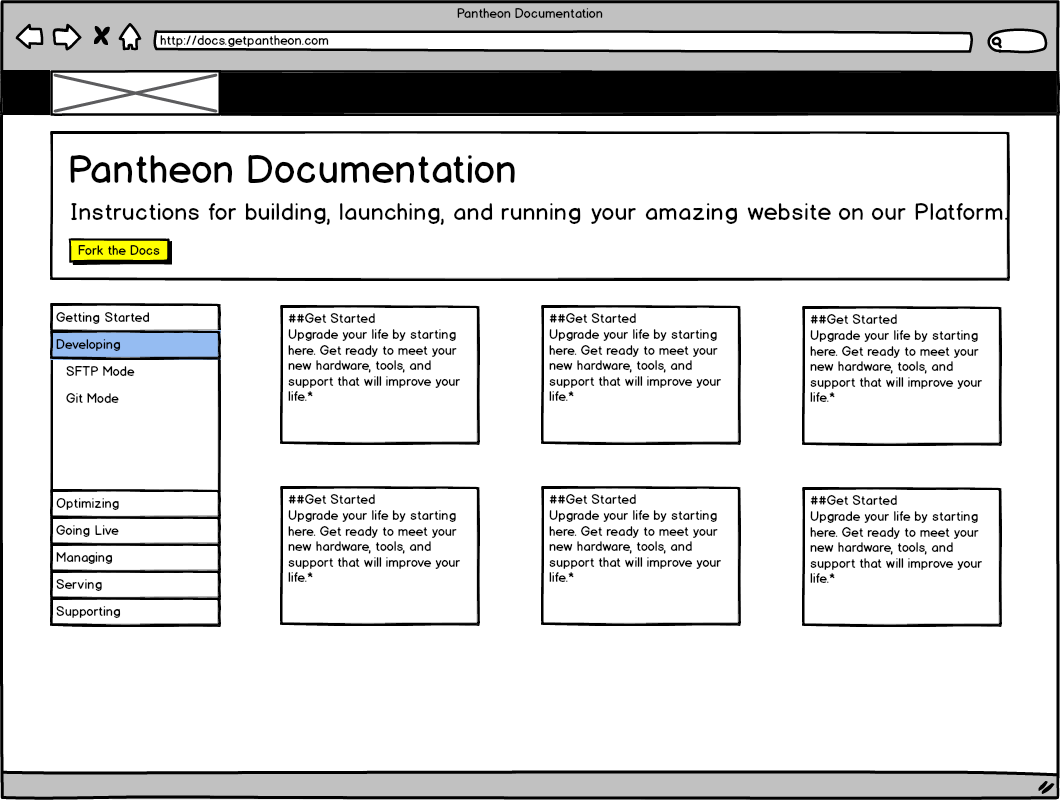 Pantheon Documentation
http://docs.getpantheon.com
Pantheon Documentation
Instructions for building, launching, and running your amazing website on our Platform.
Fork the Docs
Getting Started
Developing
SFTP Mode
Git Mode
Optimizing
Going Live
Managing
Serving
Supporting
##Get Started
Upgrade your life by starting
here. Get ready to meet your
new hardware, tools, and
support that will improve your
life.*
##Get Started
Upgrade your life by starting
here. Get ready to meet your
new hardware, tools, and
support that will improve your
life.*
##Get Started
Upgrade your life by starting
here. Get ready to meet your
new hardware, tools, and
support that will improve your
life.*
##Get Started
Upgrade your life by starting
here. Get ready to meet your
new hardware, tools, and
support that will improve your
life.*
##Get Started
Upgrade your life by starting
here. Get ready to meet your
new hardware, tools, and
support that will improve your
life.*
##Get Started
Upgrade your life by starting
here. Get ready to meet your
new hardware, tools, and
support that will improve your
life.*